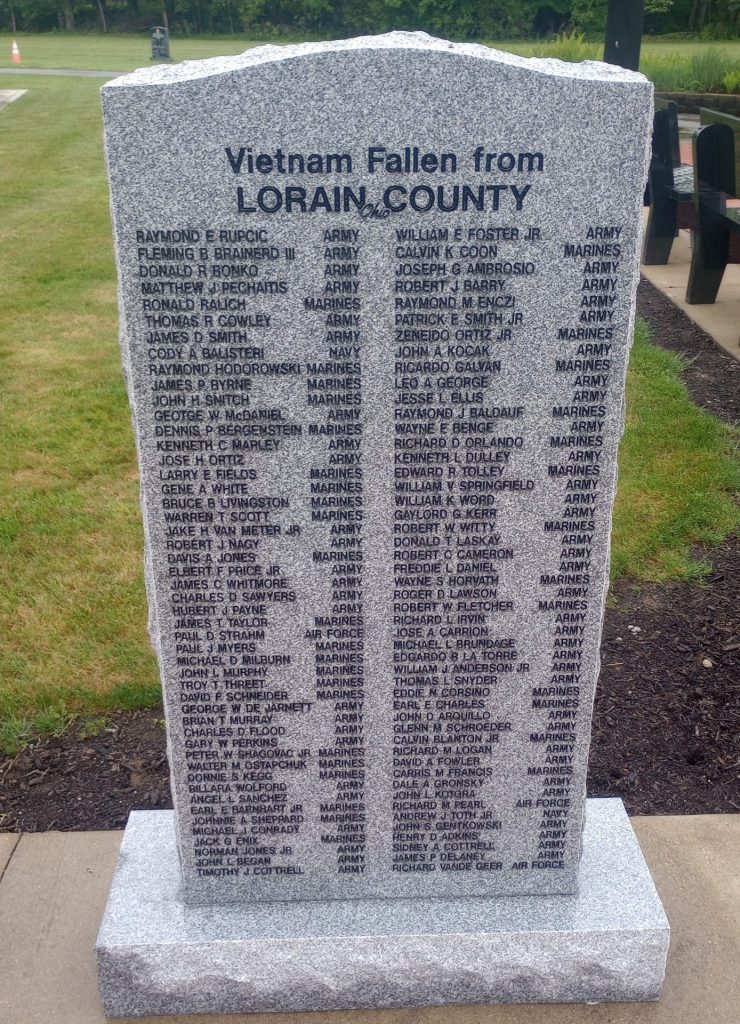 Vietnam Fallen from
LORAIN COUNTY
Ohio
RAYMOND E RUPCIC ARMY
FLEMING B BRAINERD III ARMY
DONALD R BONKO ARMY
MATTHEW J PECHAITIS ARMY
RONALD RAUCH MARINES
THOMAS R COWLEY ARMY
JAMES D SMITH ARMY
CODY A BALISTERI NAVY
RAYMOND HODOROWSKI MARINES
JAMES P BYRNE MARINES
JOHN H SNITCH MARINES
GEOTGE W McDANIEL ARMY
DENNIS P BERGENSTEIN MARINES
KENNETH C MARLEY ARMY
JOSE H ORTIZ ARMY
LARRY E FIELDS MARINES
GENE A WHITE MARINES
BRUCE B LIVINGSTON MARINES
WARREN T SCOTT MARINES
JAKE H VAN METER JR ARMY
ROBERT J NAGY ARMY
DAVIS A JONES MARINES
ELBERT F PRICE JR ARMY
JAMES C WHITMORE ARMY
CHARLES D SAWYERS ARMY
HUBERT J PAYNE ARMY
JAMES T TAYLOR MARINES
PAUL D STRAHM AIR FORCE
PAUL J MYERS MARINES
MICHAEL D MILBURN MARINES
JOHN L MURPHY MARINES
TROY T THREET MARINES
DAVID F SCHNEIDER MARINES
GEORGE W DE JARNETT ARMY
BRIAN T MURRAY ARMY
CHARLES D FLOOD ARMY
GARY W PERKINS ARMY
PETER W SHAGOVAC JR MARINES
WALTER M OSTAPCHUK MARINES
DONNIE S KEGG MARINES
BILLARA WOLFORD ARMY
ANGEL L SANCHEZ ARMY
EARL E BARNHART JR MARINES
JOHNNIE A SHEPPARD MARINES
MICHAEL J CONRADY ARMY
JACK G ENIX MARINES
NORMAN JONES JR ARMY
JOHN L BEGAN ARMY
TIMOTHY J COTTRELL ARMY
WILLIAM E FOSTER JR ARMY
CALVIN K COON MARINES
JOSEPH G AMBROSIO ARMY
ROBERT J BARRY ARMY
RAYMOND M ENCZI ARMY
PATRICK E SMITH JR ARMY
ZENEIDO ORTIZ JR MARINES
JOHN A KOCAK ARMY
RICARDO GALVAN MARINES
LEO A GEORGE ARMY
JESSE L ELLIS ARMY
RAYMOND J BALDAUF MARINES
WAYNE E BENGE ARMY
RICHARD D ORLANDO MARINES
KENNETH L DULLEY ARMY
EDWARD R TOLLEY MARINES
WILLIAM V SPRINGFIELD ARMY
WILLIAM K WORD ARMY
GAYLORD G KERR ARMY
ROBERT W WITTY MARINES
DONALD T LASKAY ARMY
ROBERT C CAMERON ARMY
FREDDIE L DANIEL ARMY
WAYNE S HORVATH MARINES
ROGER D LAWSON ARMY
ROBERT W FLETCHER MARINES
RICHARD L IRVIN ARMY
JOSE A CARRION ARMY
MICHAEL L BRUNDAGE ARMY
EDGARDO R LA TORRE ARMY
WILLIAM J ANDERSON JR ARMY
THOMAS L SNYDER ARMY
EDDIE N CORSINO MARINES
EARL E CHARLES MARINES
JOHN D ARQUILLO ARMY
GLENN M SCHROEDER ARMY
CALVIN BLANTON JR MARINES
RICHARD M LOGAN ARMY
DAVID A FOWLER ARMY
CARRIS M FRANCIS MARINES
DALE A GRONSKY ARMY
JOHN L KOTORA ARMY
RICHARD M PEARL AIR FORCE
ANDREW J TOTH JR NAVY
JOHN S GENTKOWSKI ARMY
HENRY D ADKINS ARMY
SIDNEY A COTTRELL ARMY
JAMES P DELANEY ARMY
RICHARD VANDE GEER AIR FORCE